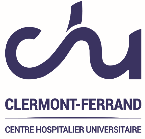 chu
CLERMONT-FERRAND
CENTRE HOSPITALIER UNIVERSITAIRE